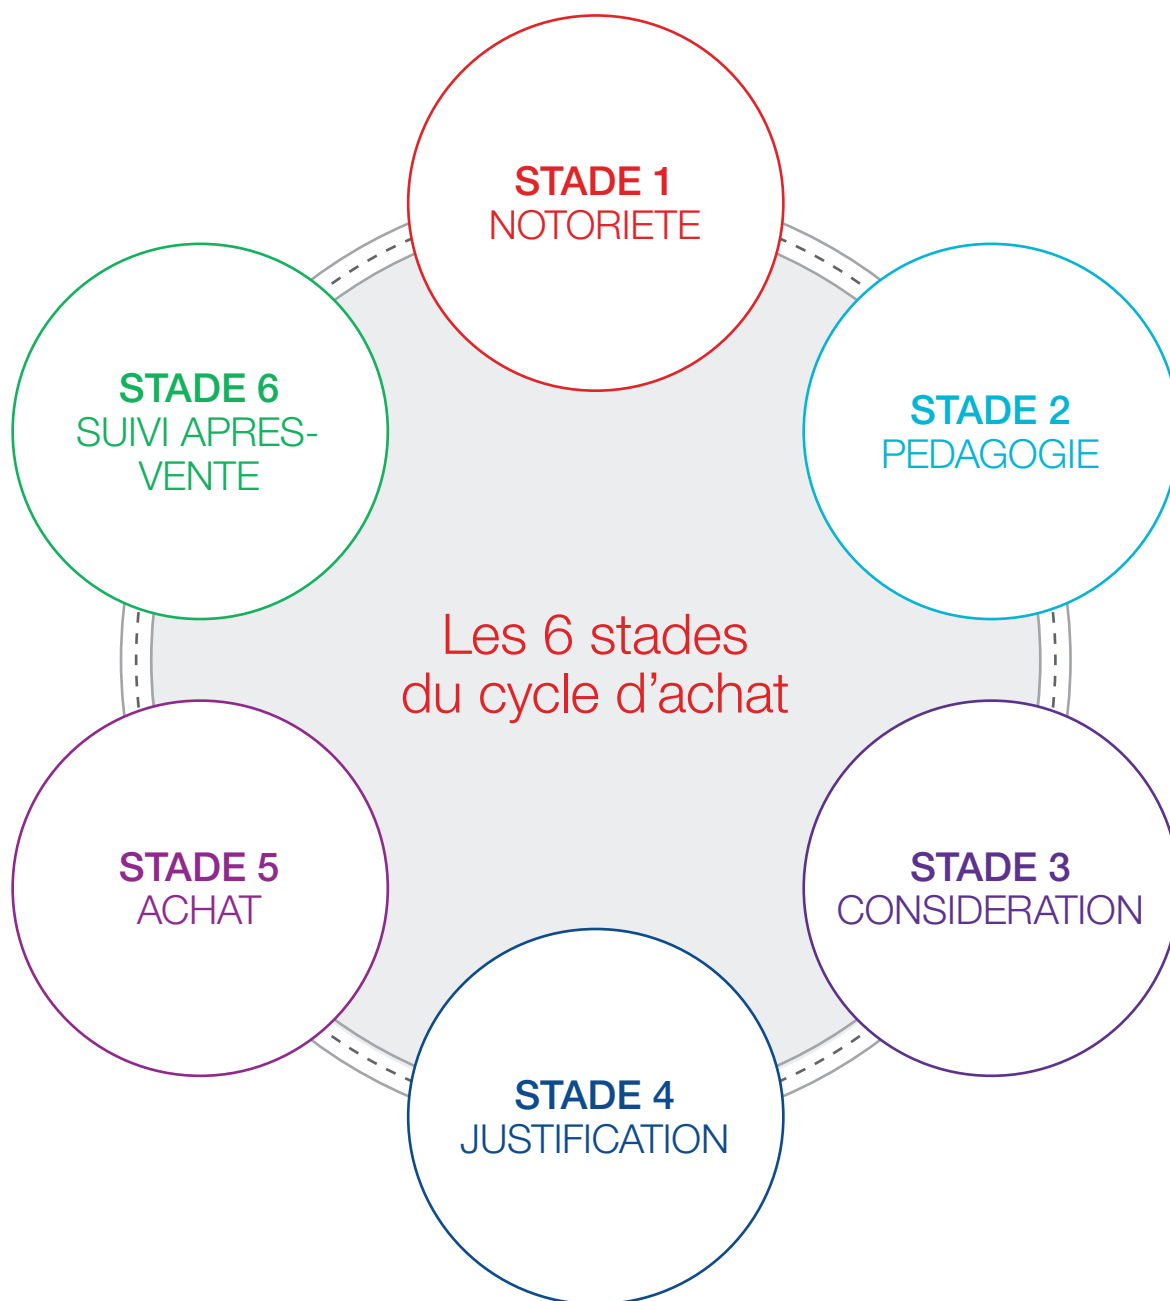 STADE 1
NOTORIETE
STADE 2
PEDAGOGIE
STADE 3
CONSIDERATION
STADE 4
JUSTIFICATION
STADE 5
ACHAT
STADE 6
SUIVI APRES-
VENTE
Les 6 stades
du cycle d’achat